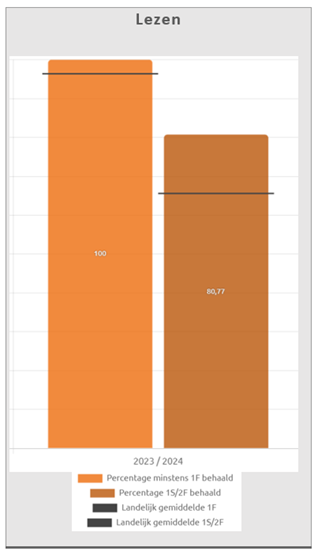 Lezen
100
80,77
2023 / 2024
Percentage minstens 1F behaald
Percentage 1S/2F behaald
Landelijk gemiddelde 1F
Landelijk gemiddelde 1S/2F